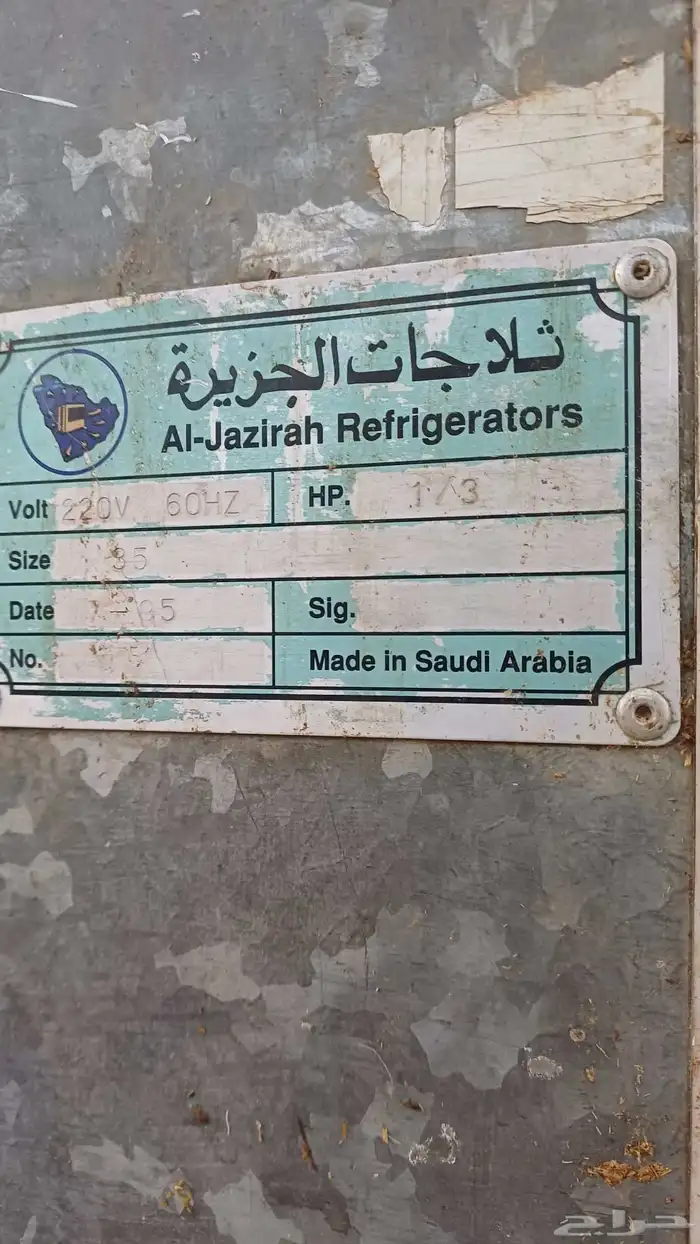 ثلاجات الجزيرة
Al-Jazirah Refrigerators
Volt 220V 60HZ HP. 1/3
Size
Date Sig.
No. Made in Saudi Arabia
حراج